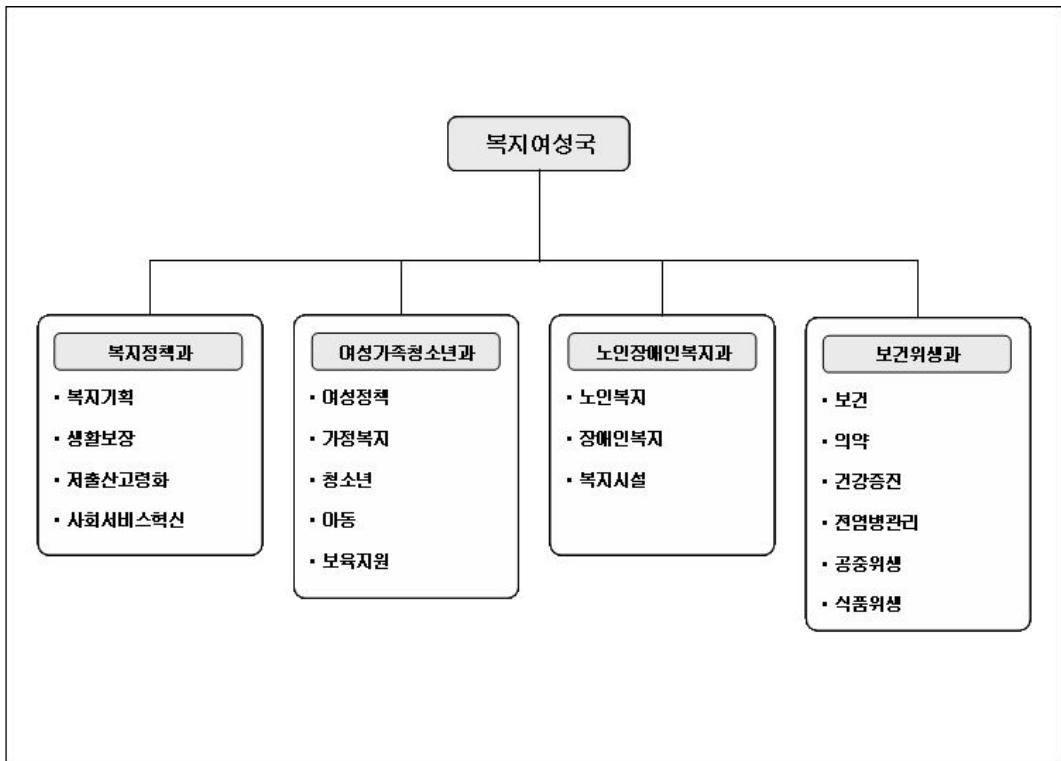 복지여성국
복지정책과
· 복지기획
· 생활보장
· 저출산고령화
· 사회서비스혁신
여성가족청소년과
· 여성정책
· 가정복지
· 청소년
· 아동
· 보육지원
노인장애인복지과
· 노인복지
· 장애인복지
· 복지시설
보건위생과
· 보건
· 의약
· 건강증진
· 전염병관리
· 공중위생
· 식품위생